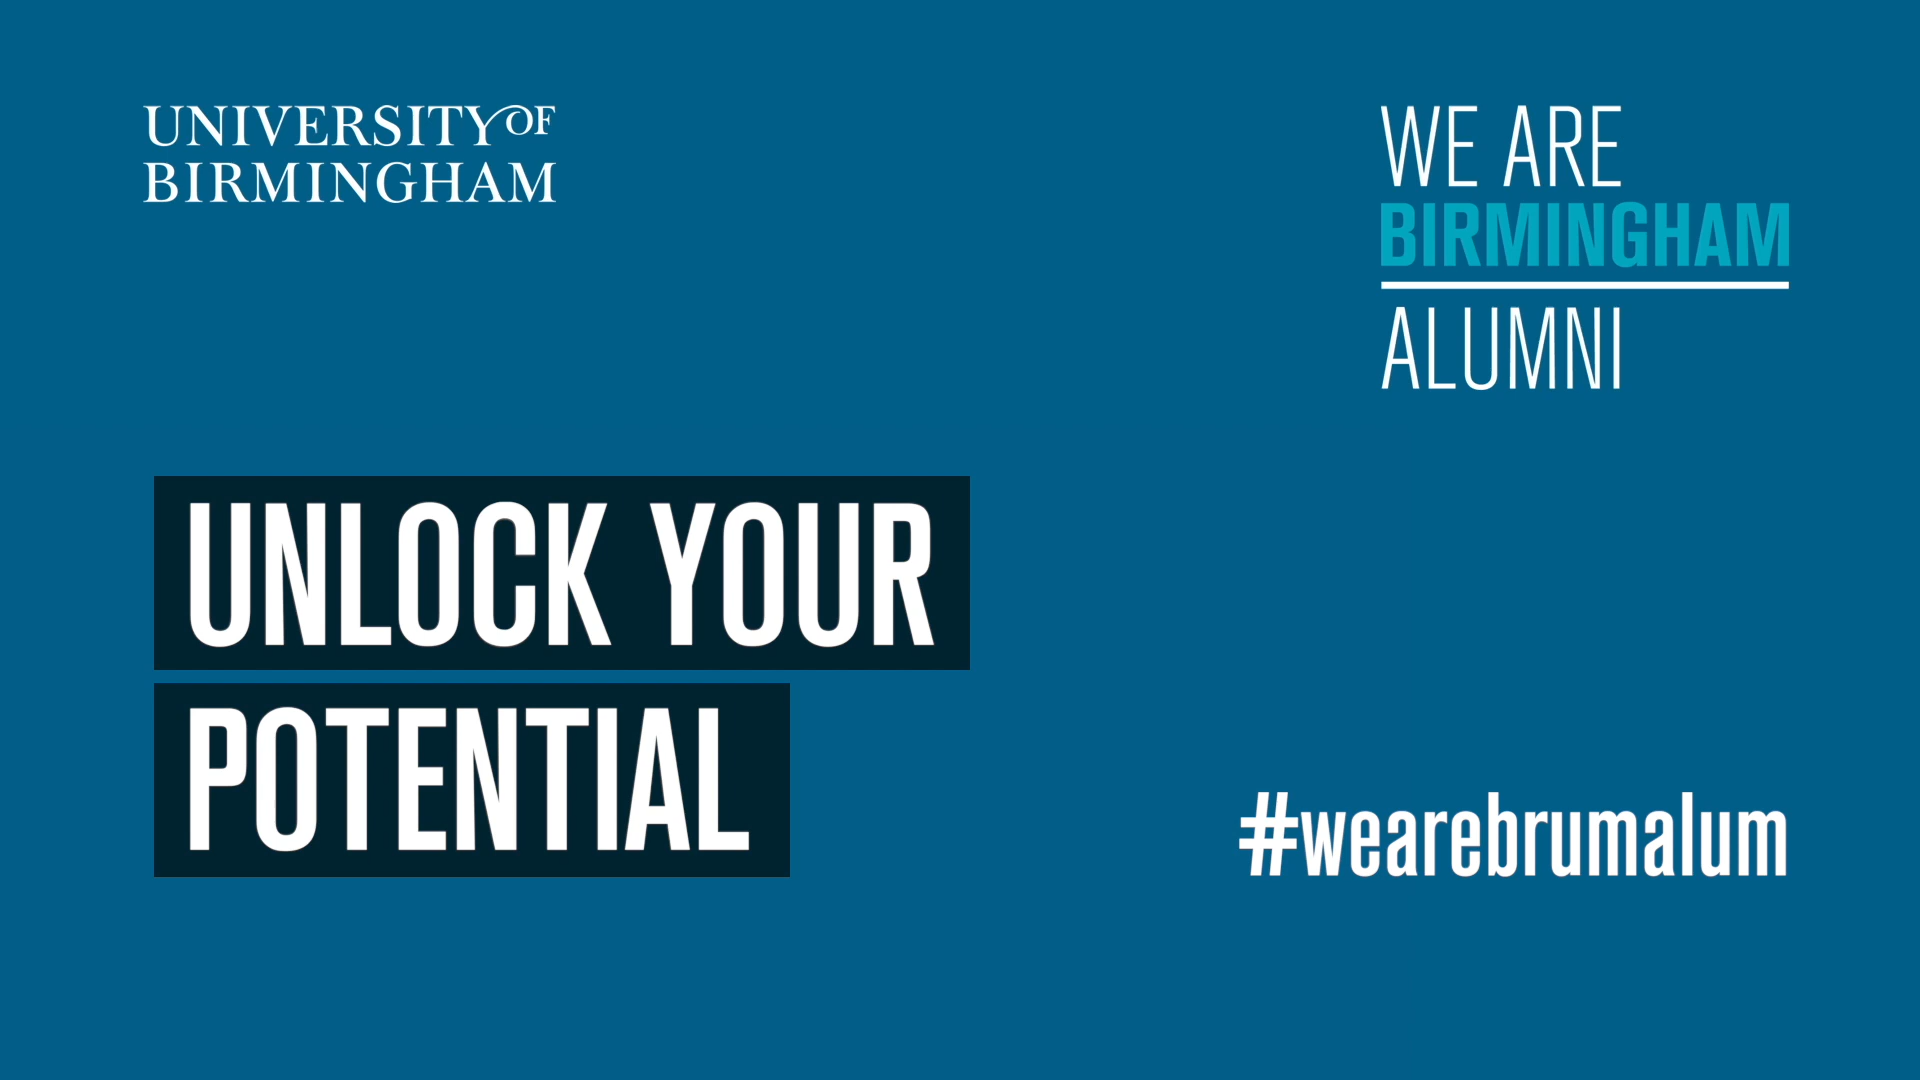 UNIVERSITY OF
BIRMINGHAM
WE ARE
BIRMINGHAM
ALUMNI
UNLOCK YOUR
POTENTIAL
#wearebrumalum